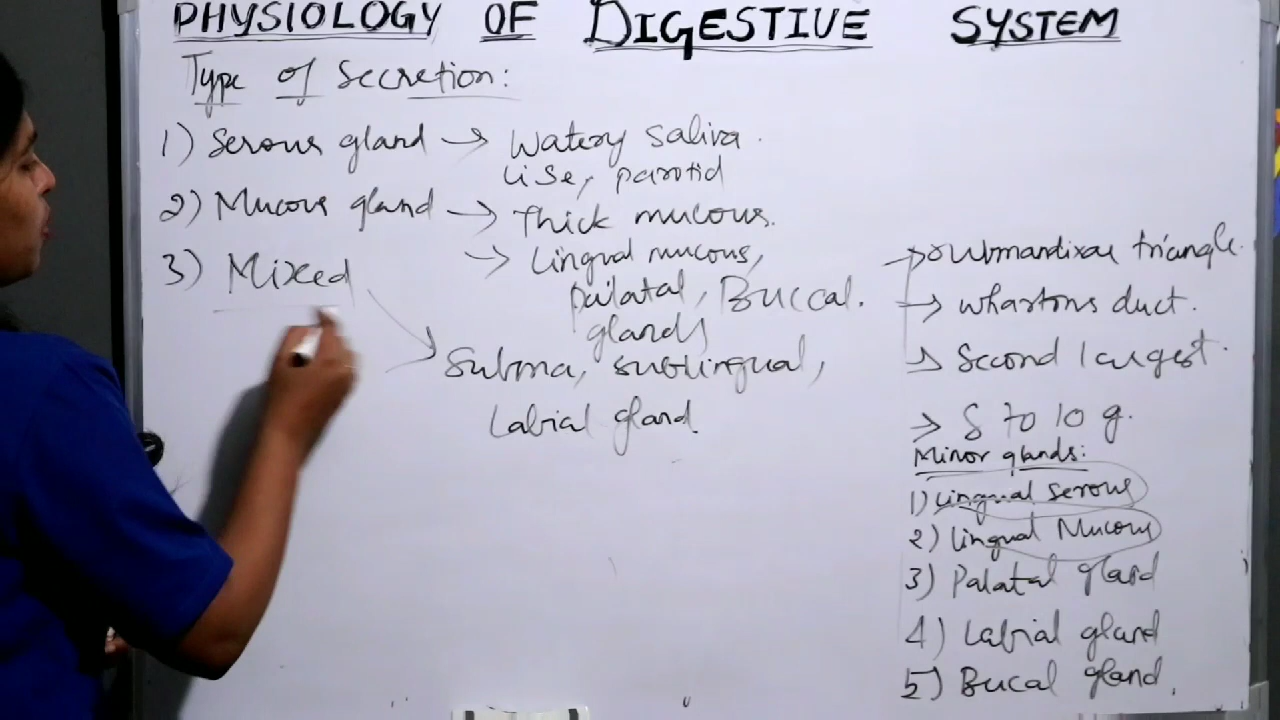 PHYSIOLOGY OF DIGESTIVE SYSTEM
Type of Secretion:
1) Serous gland → Watery saliva.
LiSe, parotid
2) Mucous gland → Thick mucous.
→ Lingual mucous,
palatal, Buccal.
glands
3) Mixed
Subma, sublingual,
Labial gland.
→ submandixae triangle.
→ whartons duct.
→ Second largest.
→ 8 to 10 g.
Minor glands:
1) Lingual serous
2) Lingual Mucous
3) Palatal gland
4) Labial gland
5) Bucal gland.